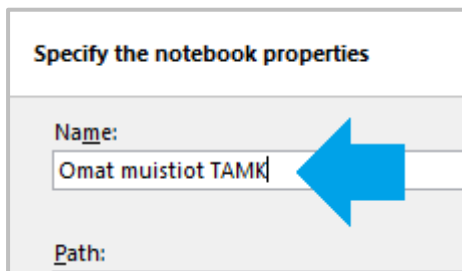 Specify the notebook properties
Name:
Omat muistiot TAMK
Path: